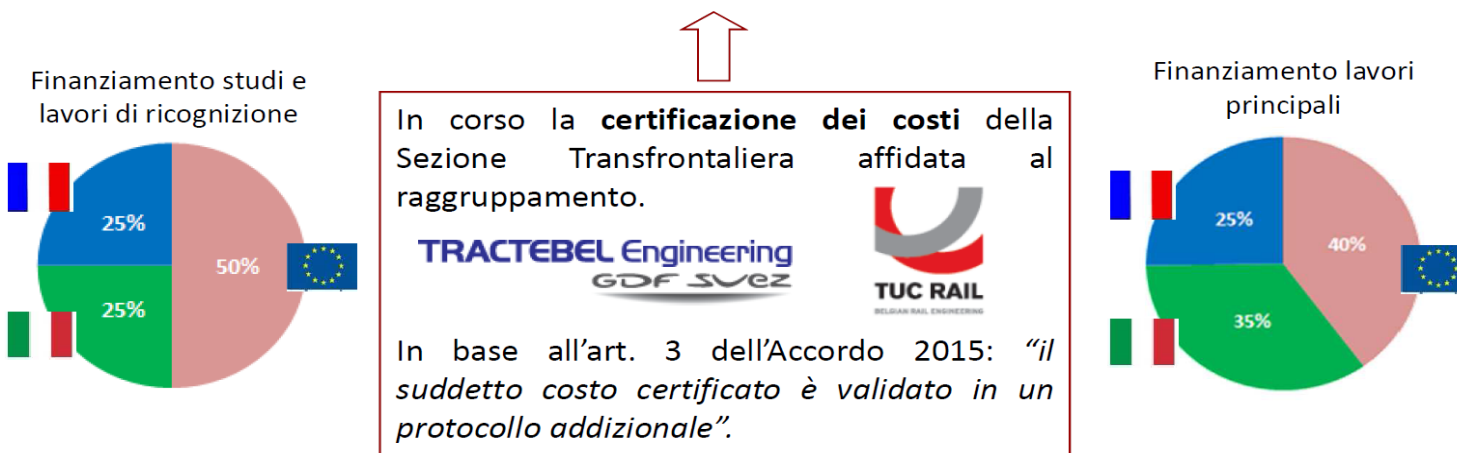 Finanziamento studi e
lavori di ricognizione
25%
50%
25%
In corso la certificazione dei costi della
Sezione Transfrontaliera affidata al
raggruppamento.
TRACTEBEL Engineering
GDF SUEZ
TUC RAIL
BELGIAN RAIL ENGINEERING
In base all’art. 3 dell’Accordo 2015: “il
suddetto costo certificato è validato in un
protocollo addizionale”.
Finanziamento lavori
principali
25%
40%
35%